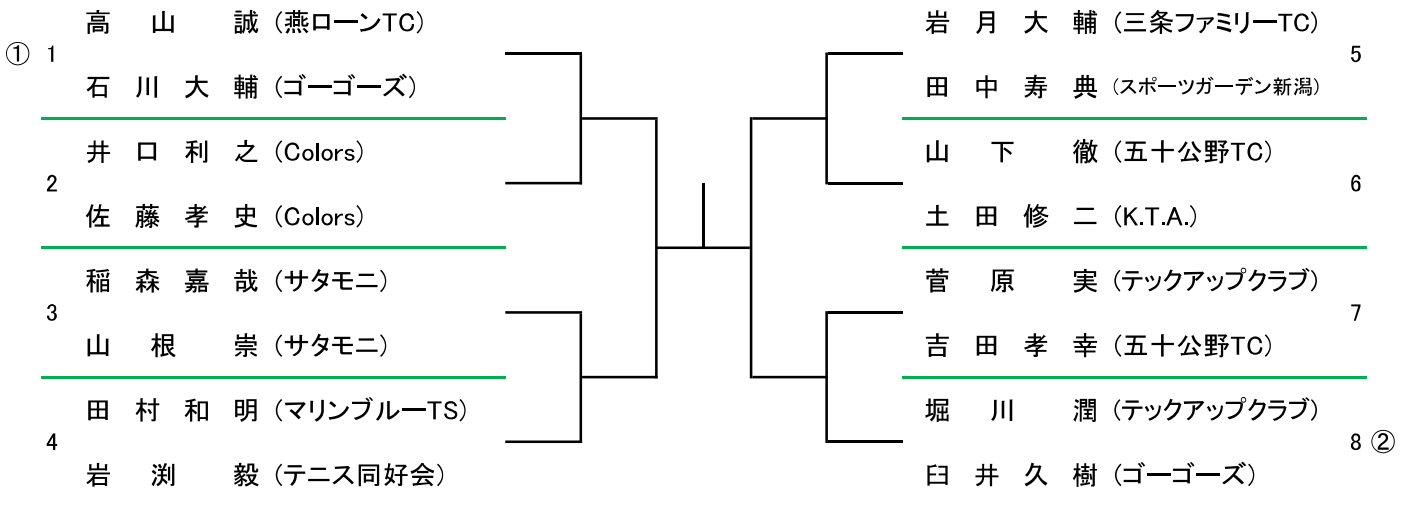 高山誠(燕ローンTC)
① 1
石川大輔(ゴーゴーズ)
井口利之(Colors)
2
佐藤孝史(Colors)
稲森嘉哉(サタモニ)
3
山根崇(サタモニ)
田村和明(マリンブルーTS)
4
岩渕毅(テニス同好会)
岩月大輔(三条ファミリーTC)
5
田中寿典(スポーツガーデン新潟)
山下徹(五十公野TC)
6
土田修二(K.T.A.)
菅原実(テックアップクラブ)
7
吉田孝幸(五十公野TC)
堀川潤(テックアップクラブ)
8 ②
臼井久樹(ゴーゴーズ)